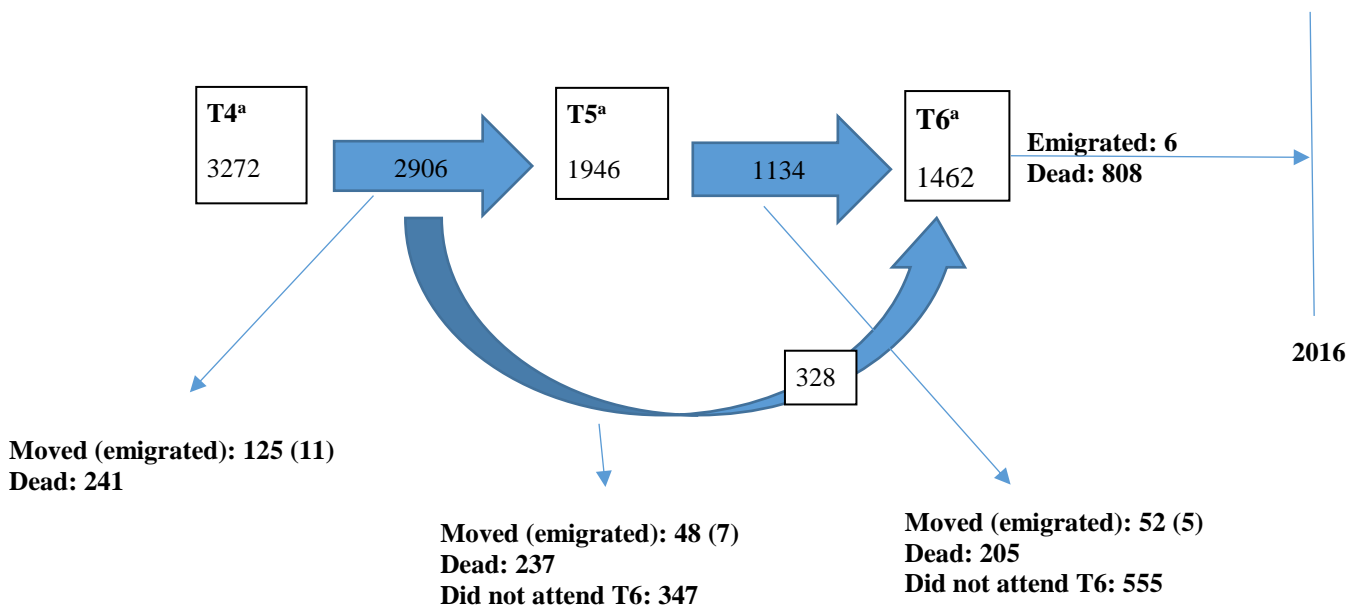 T4ᵃ
3272
2906
T5ᵃ
1946
1134
T6ᵃ
1462
Emigrated: 6
Dead: 808
2016
328
Moved (emigrated): 125 (11)
Dead: 241
Moved (emigrated): 48 (7)
Dead: 237
Did not attend T6: 347
Moved (emigrated): 52 (5)
Dead: 205
Did not attend T6: 555